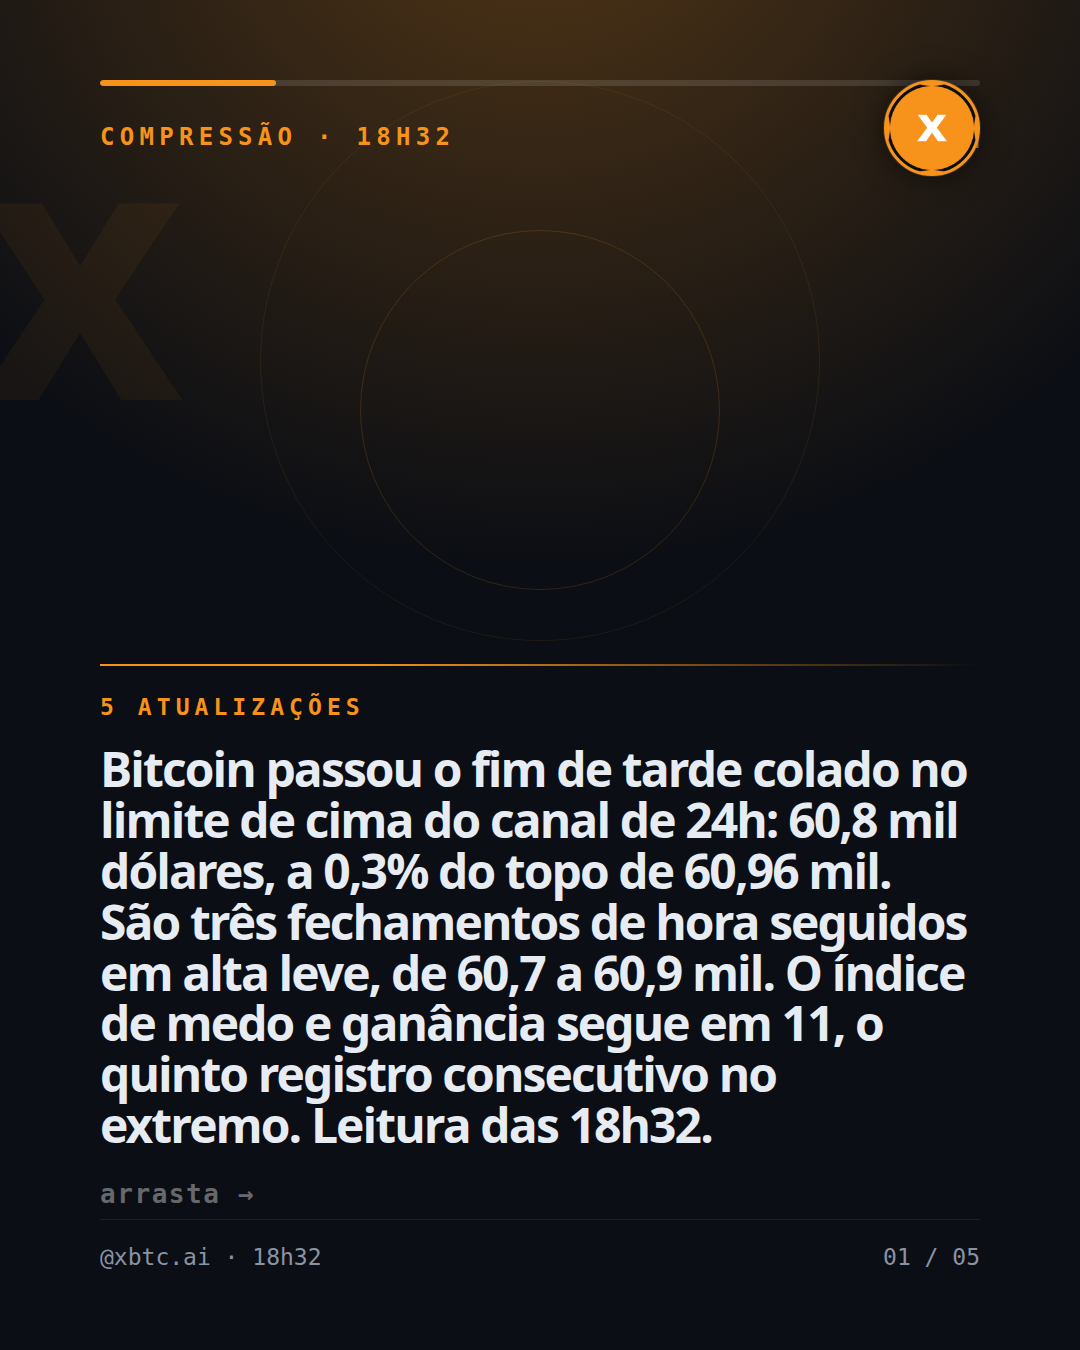 COMPRESSÃO · 18H32
x
x
5 ATUALIZAÇÕES
Bitcoin passou o fim de tarde colado no
limite de cima do canal de 24h: 60,8 mil
dólares, a 0,3% do topo de 60,96 mil.
São três fechamentos de hora seguidos
em alta leve, de 60,7 a 60,9 mil. O índice
de medo e ganância segue em 11, o
quinto registro consecutivo no
extremo. Leitura das 18h32.
arrasta →
@xbtc.ai · 18h32
01 / 05